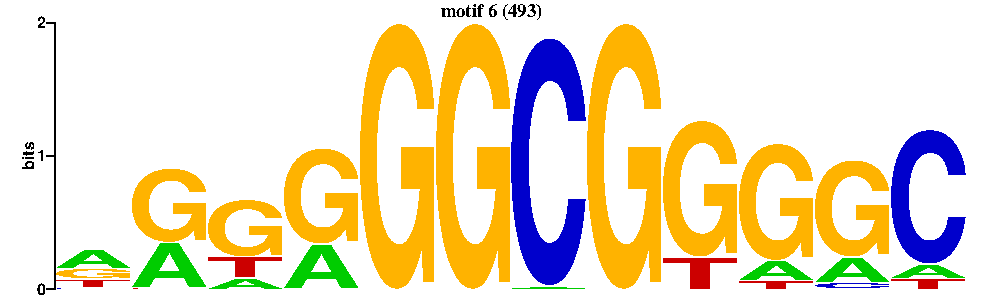 motif 6 (493)
2
bits
1
0
A G G G G G C G G G G C
G A T A A T A A A
T A T C T